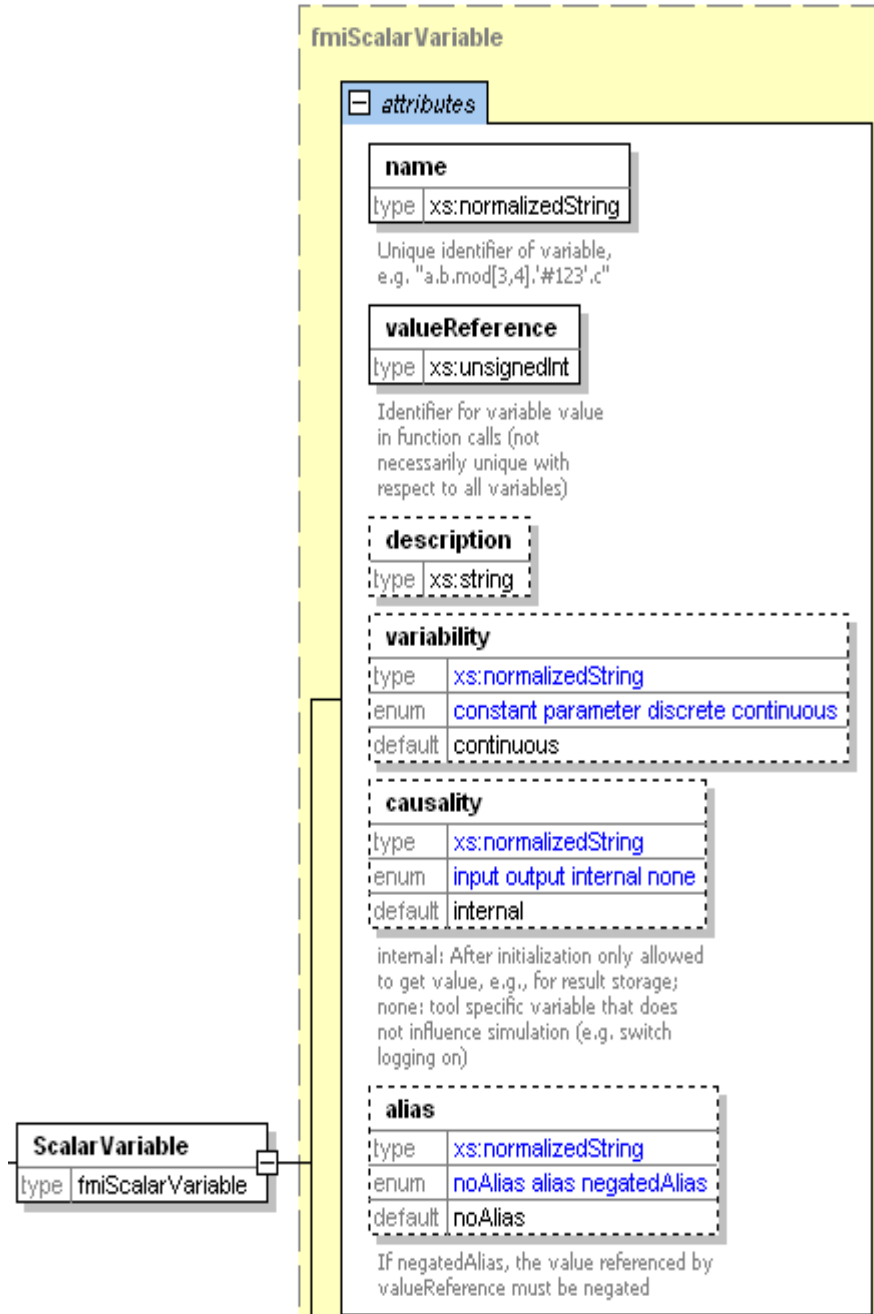 fmiScalarVariable
attributes
name
type xs:normalizedString
Unique identifier of variable,
e.g. "a.b.mod[3,4].'#123'.c"
valueReference
type xs:unsignedInt
Identifier for variable value
in function calls (not
necessarily unique with
respect to all variables)
description
type xs:string
variability
type xs:normalizedString
enum constant parameter discrete continuous
default continuous
causality
type xs:normalizedString
enum input output internal none
default internal
internal: After initialization only allowed
to get value, e.g., for result storage;
none: tool specific variable that does
not influence simulation (e.g. switch
logging on)
alias
type xs:normalizedString
enum noAlias alias negatedAlias
default noAlias
If negatedAlias, the value referenced by
valueReference must be negated
ScalarVariable
type fmiScalarVariable